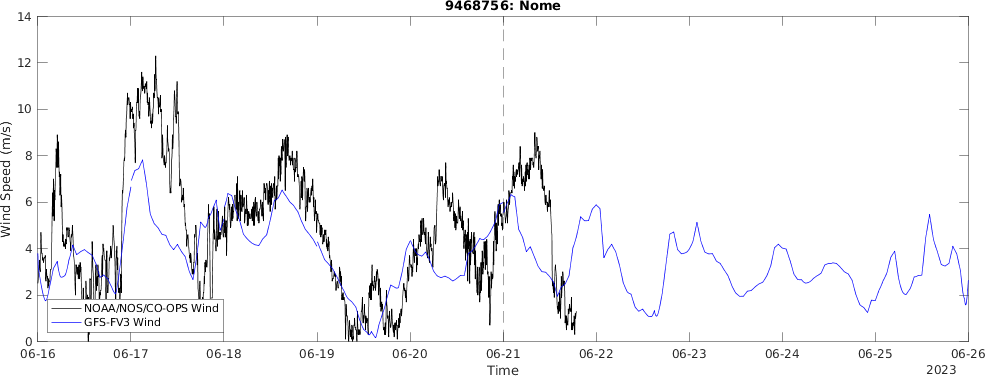 9468756: Nome
Wind Speed (m/s)
14
12
10
8
6
4
2
0
NOAA/NOS/CO-OPS Wind
GFS-FV3 Wind
06-16 06-17 06-18 06-19 06-20 06-21 06-22 06-23 06-24 06-25 06-26
Time
2023